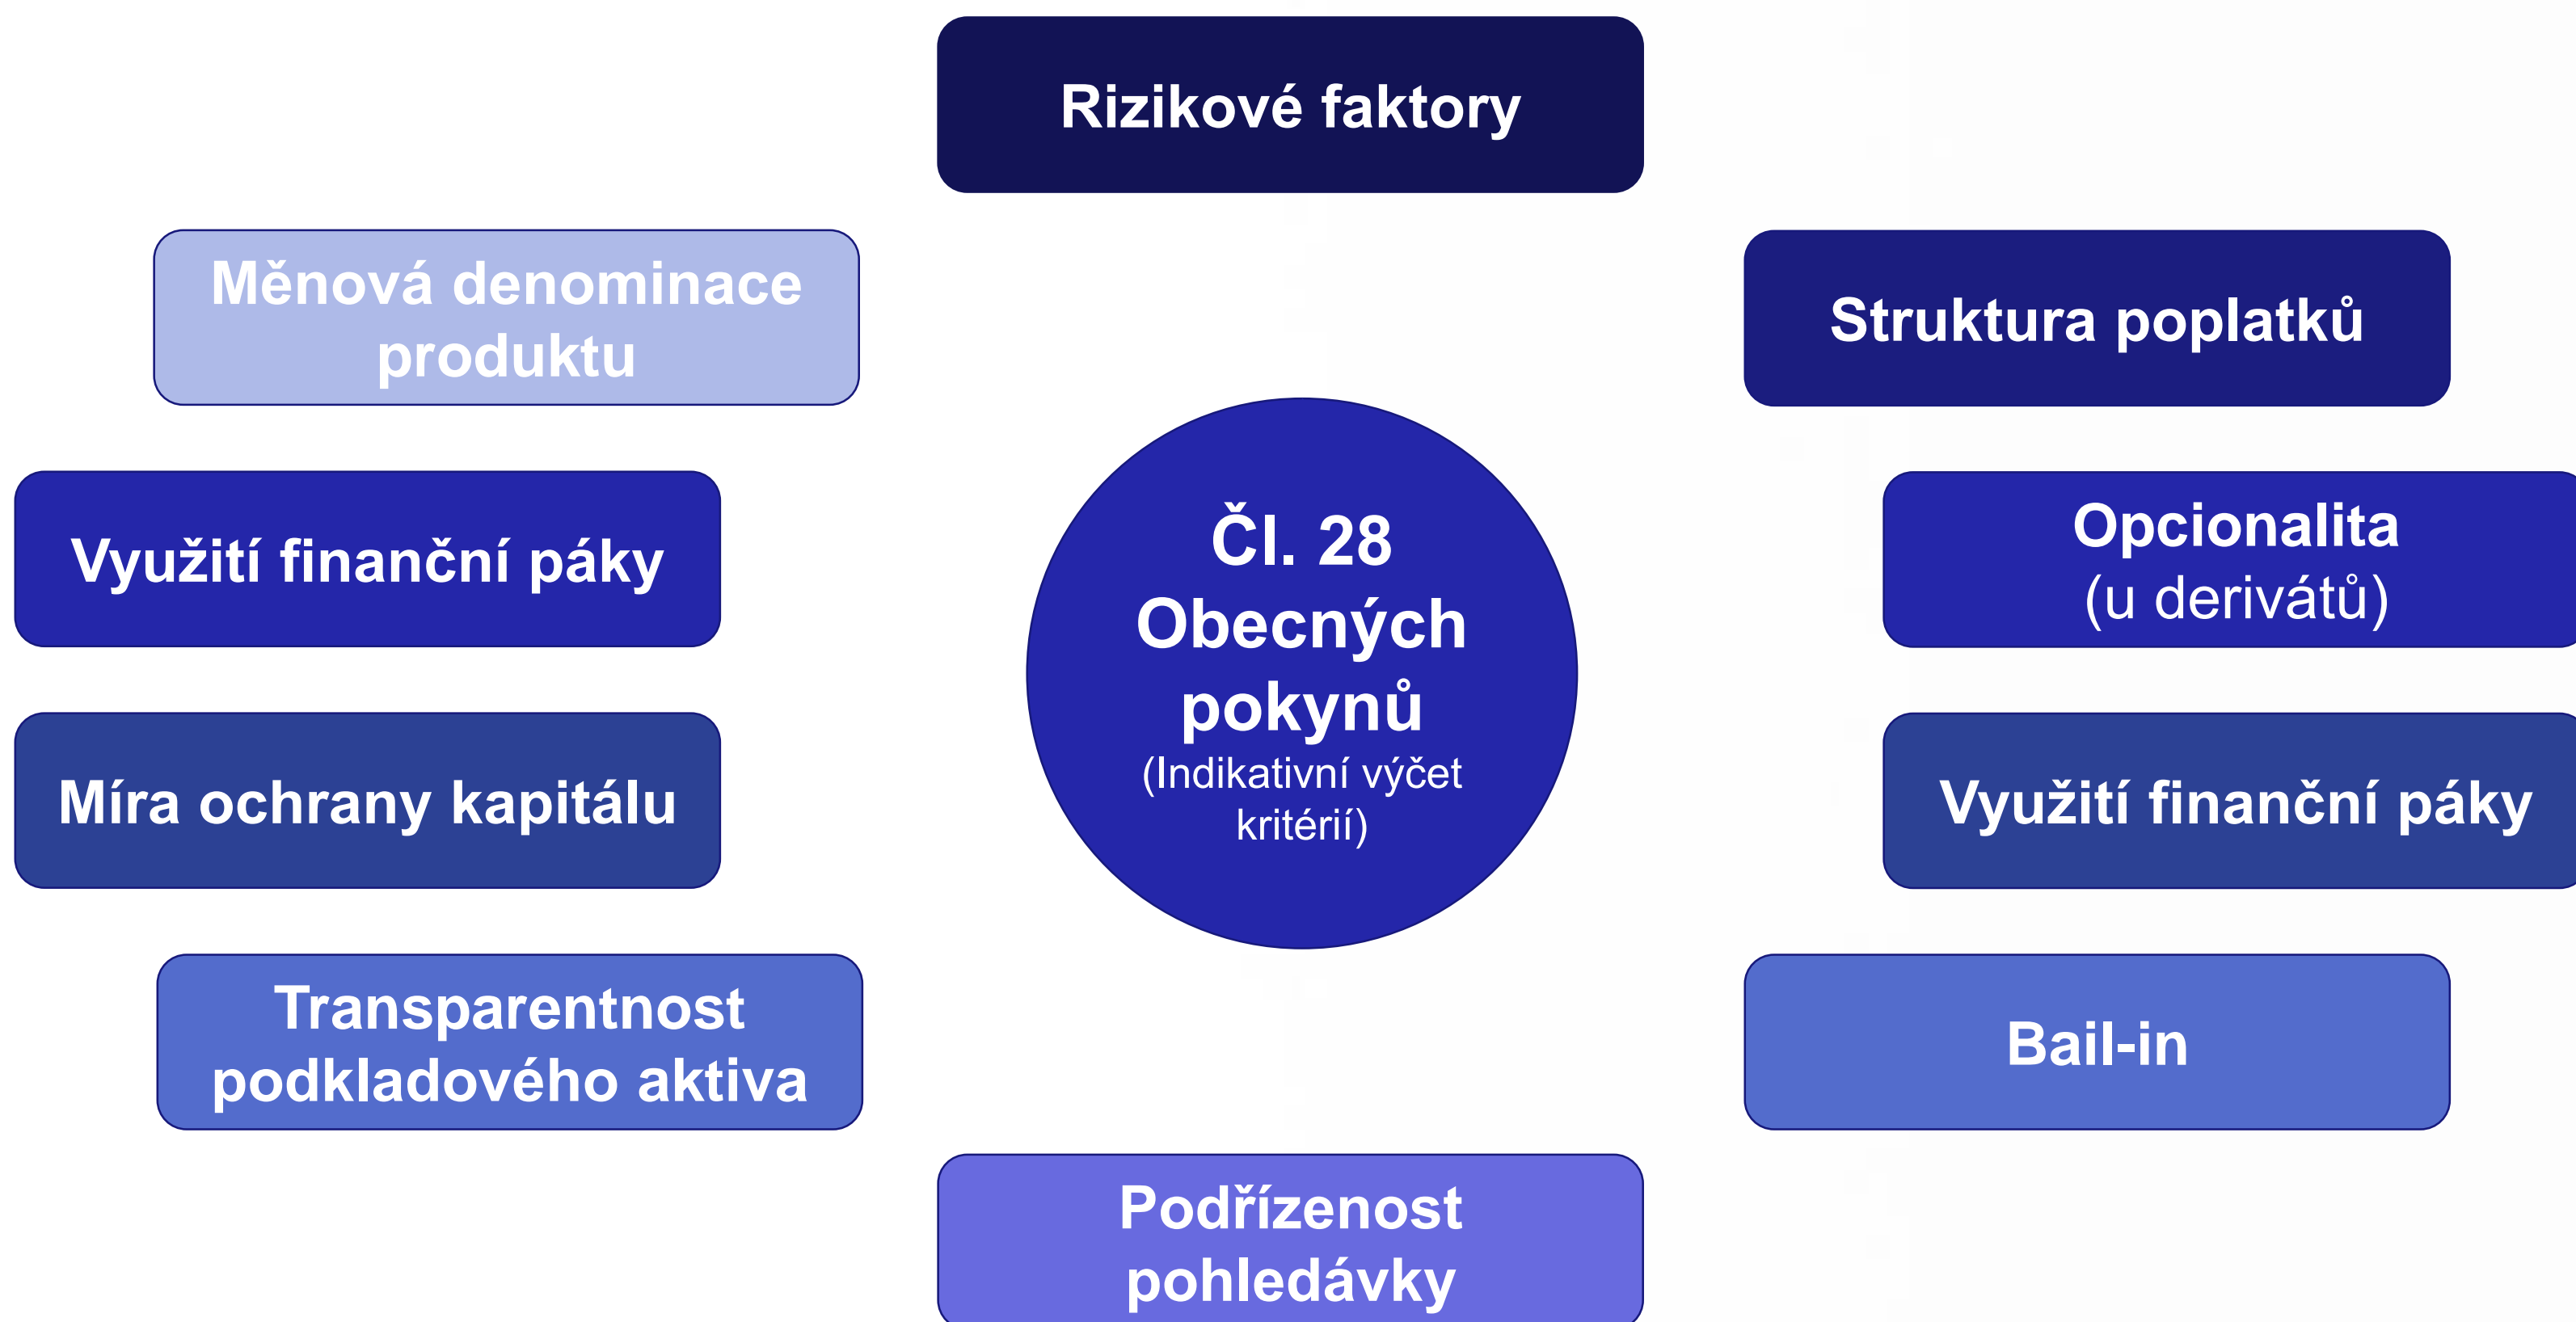 Rizikové faktory
Měnová denominace
produktu
Struktura poplatků
Využití finanční páky
Čl. 28
Obecných
pokynů
(Indikativní výčet
kritérií)
Opcionalita
(u derivátů)
Míra ochrany kapitálu
Využití finanční páky
Transparentnost
podkladového aktiva
Bail-in
Podřízenost
pohledávky